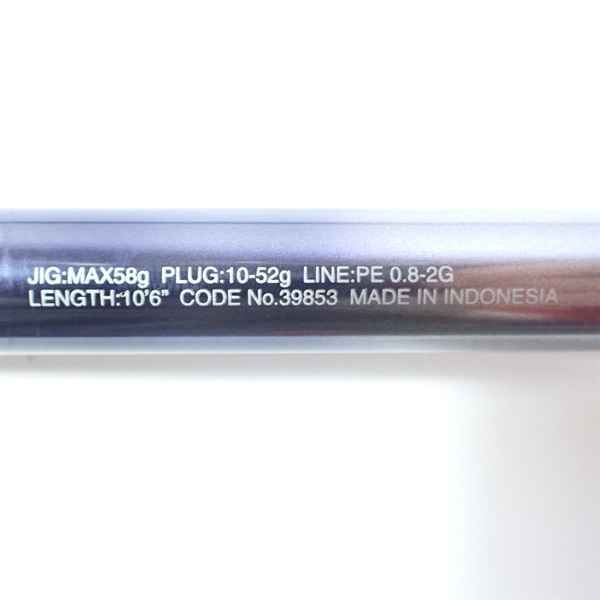 JIG:MAX58g PLUG:10-52g LINE:PE 0.8-2G
LENGTH:10'6" CODE No.39853 MADE IN INDONESIA